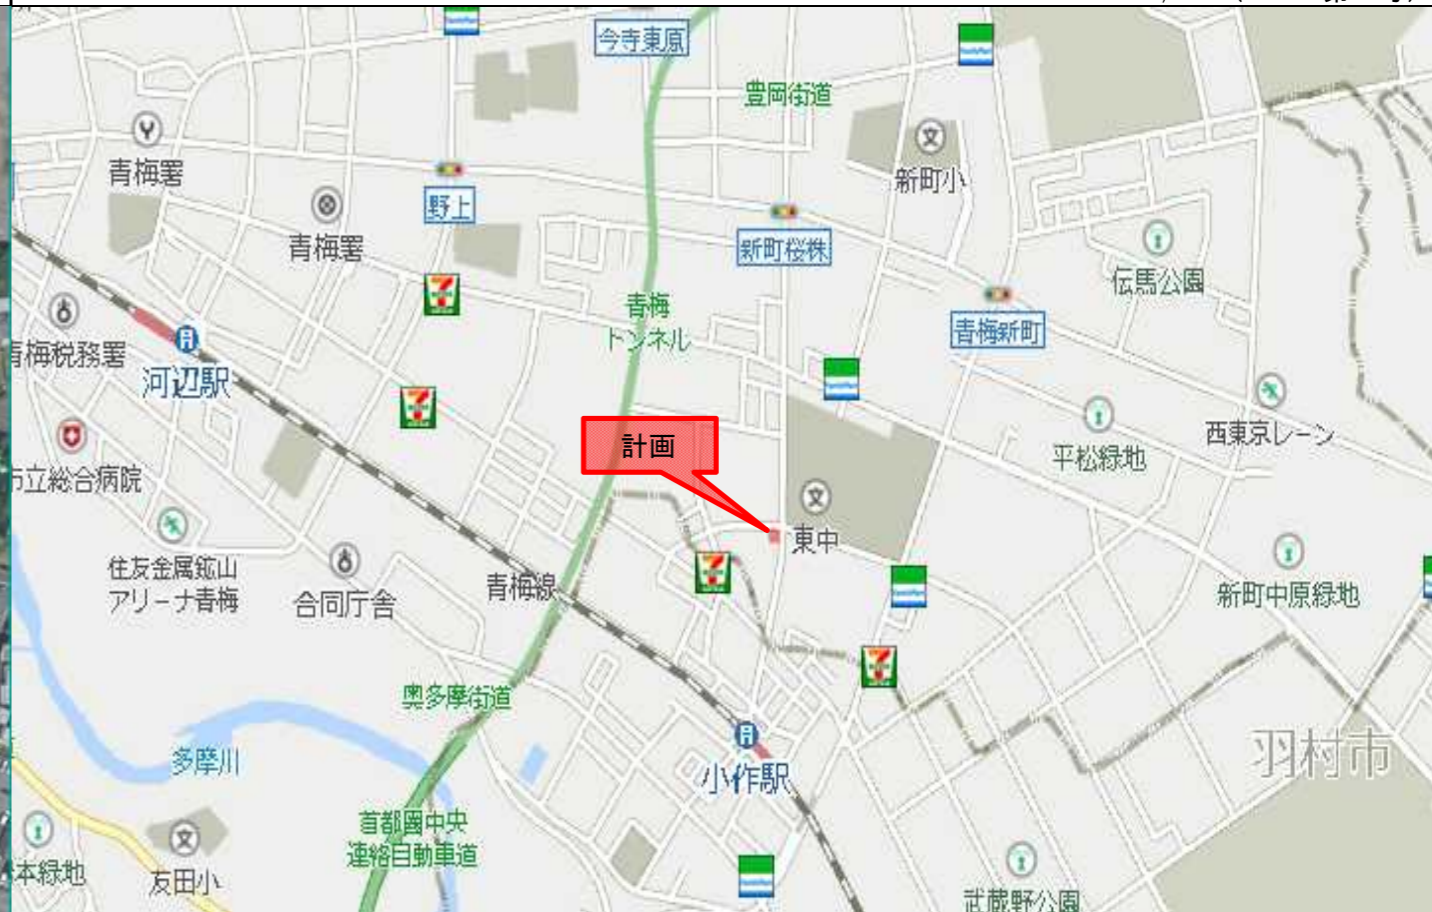 今寺東原
豊岡街道
青梅署
新町小
野上
青梅署
新町桜株
伝馬公園
青梅
トンネル
青梅新町
青梅税務署
河辺駅
計画
西東京レーン
平松緑地
市立総合病院
東中
住友金属鉱山
アリーナ青梅
合同庁舎
青梅線
新町中原緑地
奥多摩街道
多摩川
小作駅
羽村市
首都圏中央
連絡自動車道
本緑地
友田小
武蔵野公園